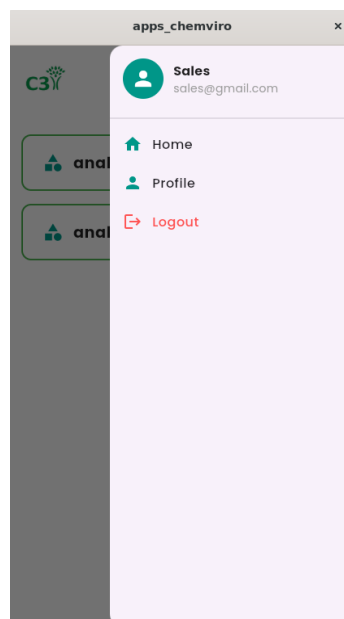 apps_chemviro
×
C3
Sales
sales@gmail.com
Home
Profile
Logout
anal
anal